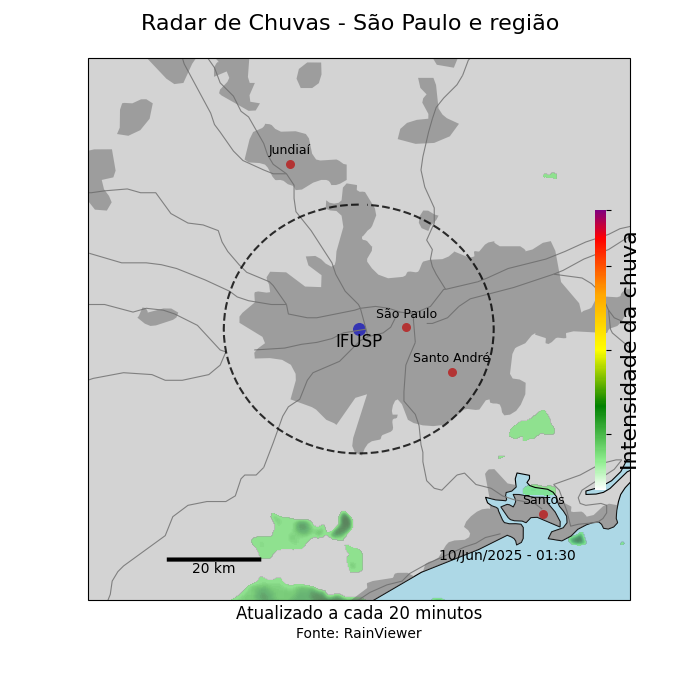 Radar de Chuvas - São Paulo e região
Jundiaí
São Paulo
IFUSP
Santo André
Intensidade da chuva
Santos
10/Jun/2025 - 01:30
20 km
Atualizado a cada 20 minutos
Fonte: RainViewer